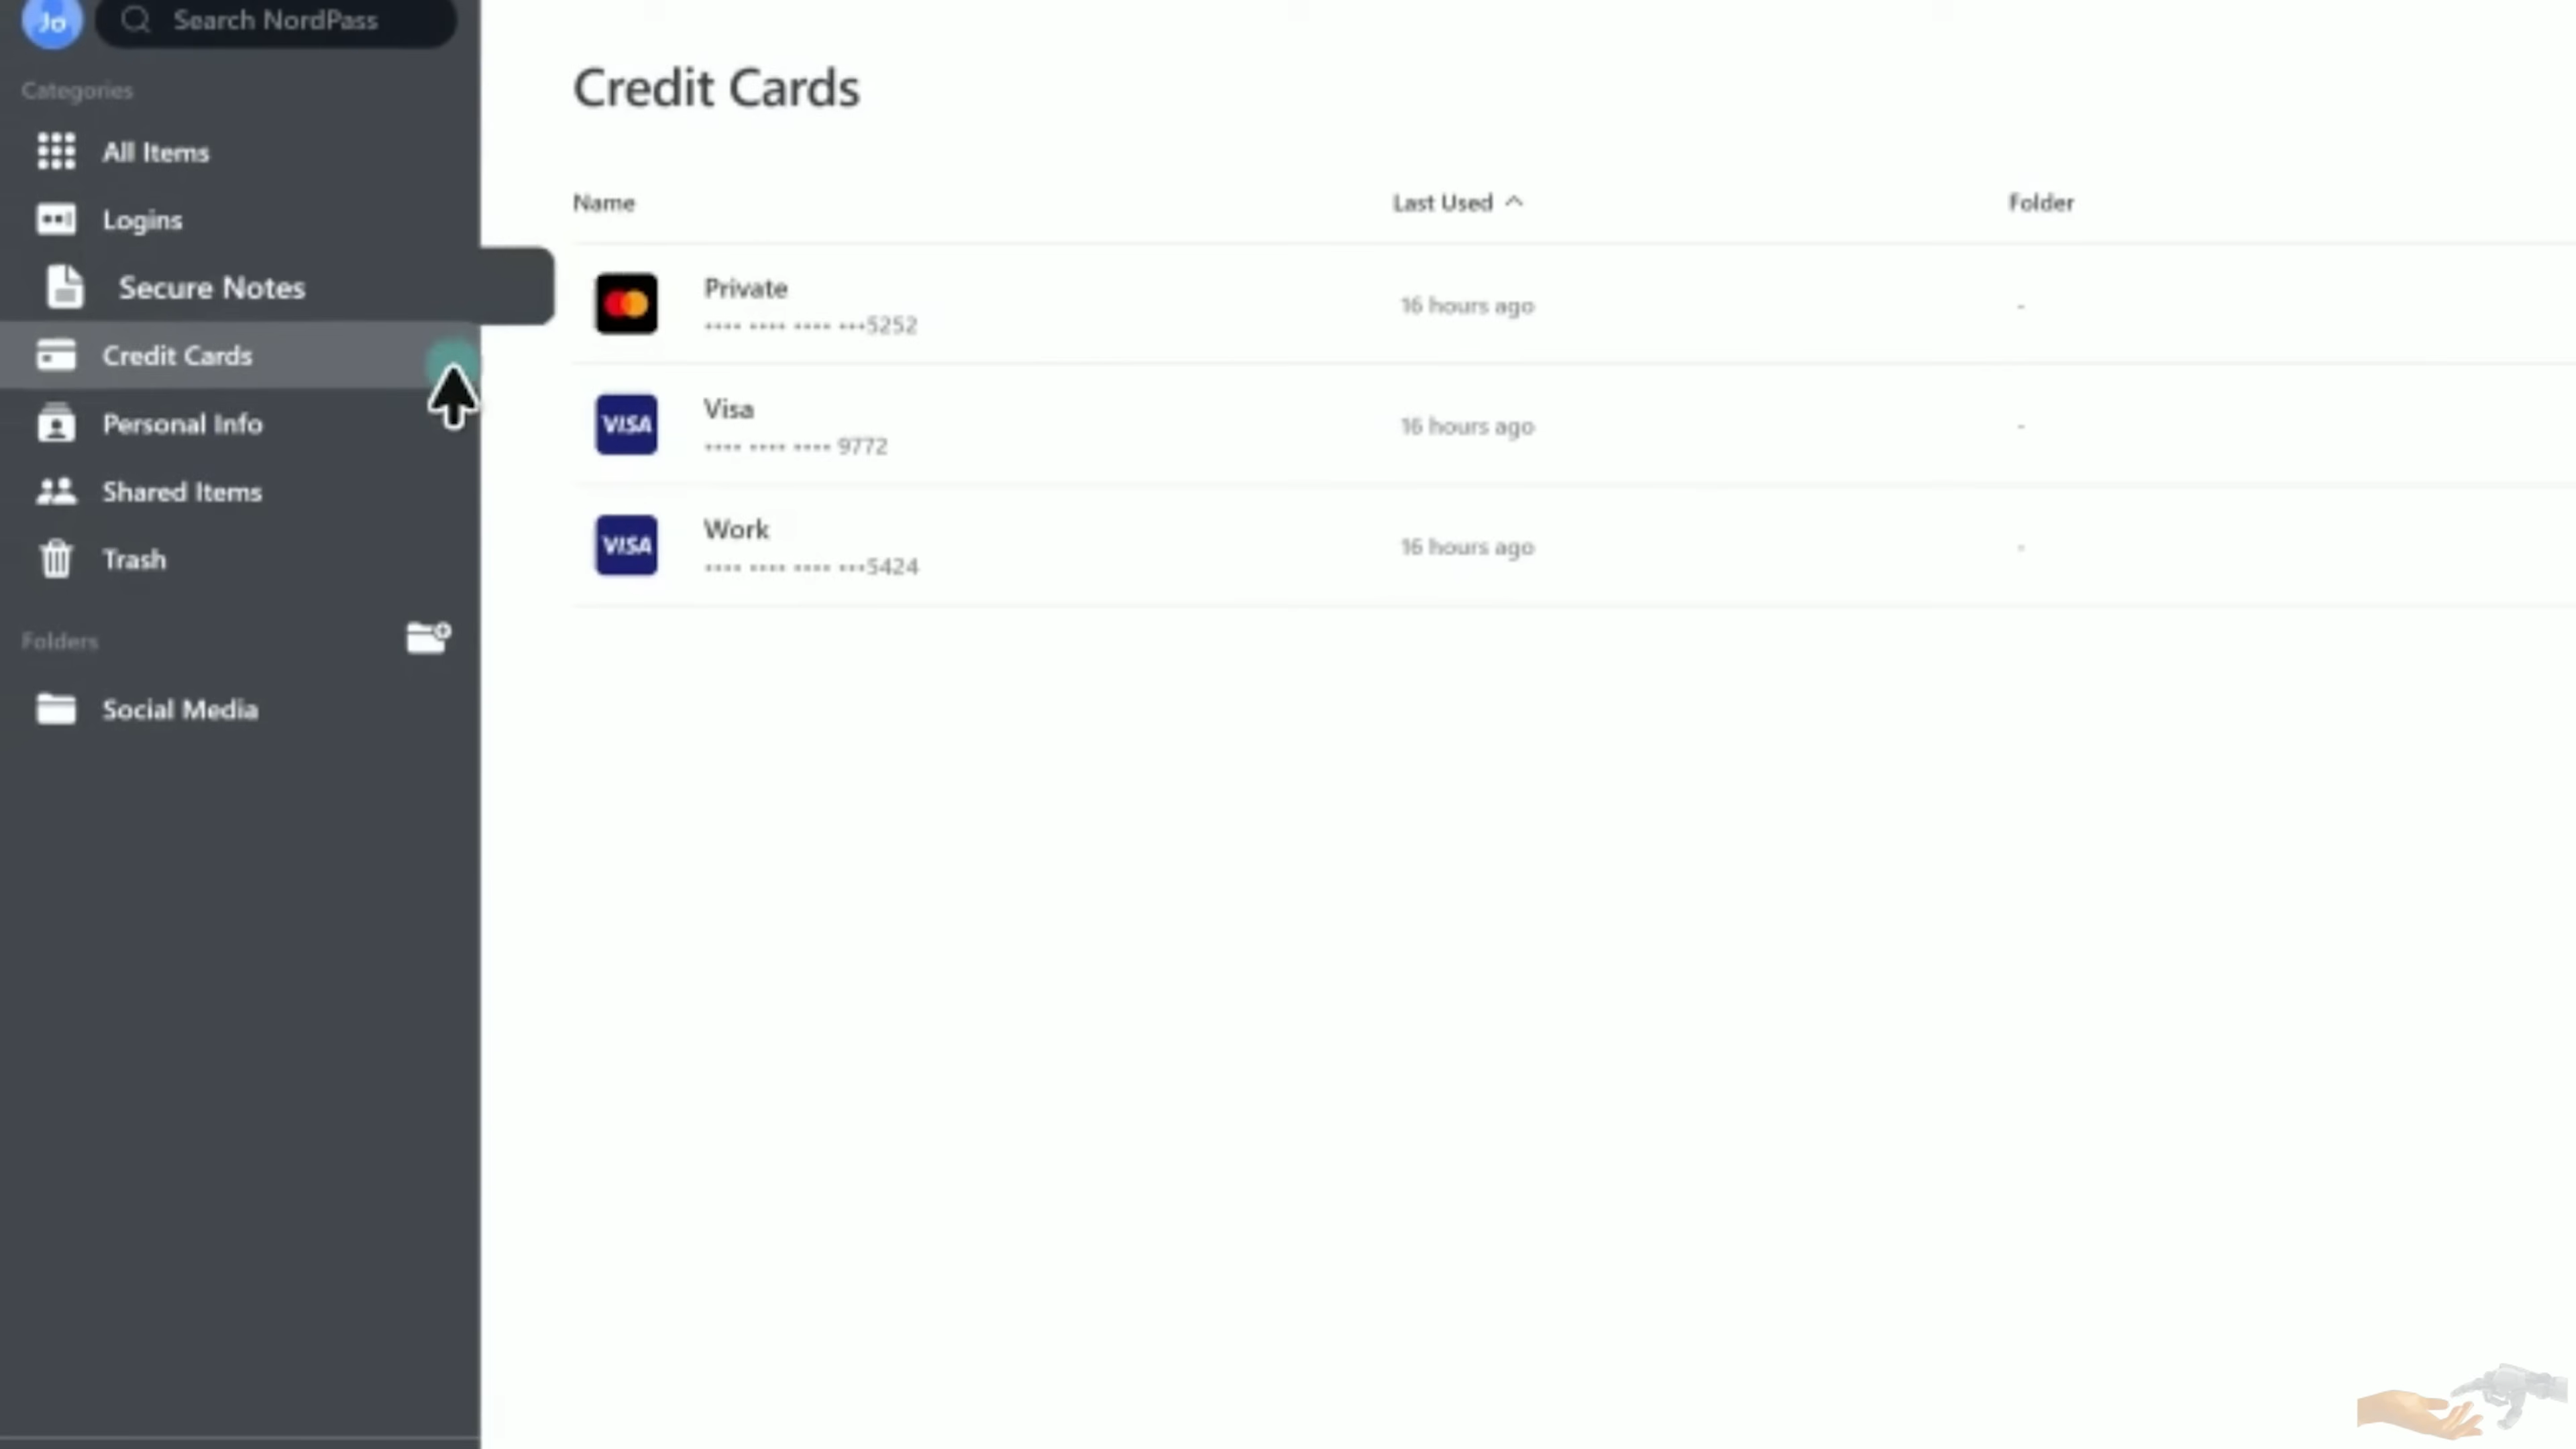 Jo
Search NordPass
Categories
All Items
Logins
Secure Notes
Credit Cards
Personal Info
Shared Items
Trash
Folders
Social Media
Credit Cards
Name Last Used Folder
Private
•••• •••• •••• •••5252
16 hours ago -
VISA
Visa
•••• •••• •••• 9772
16 hours ago -
VISA
Work
•••• •••• •••• •••5424
16 hours ago -